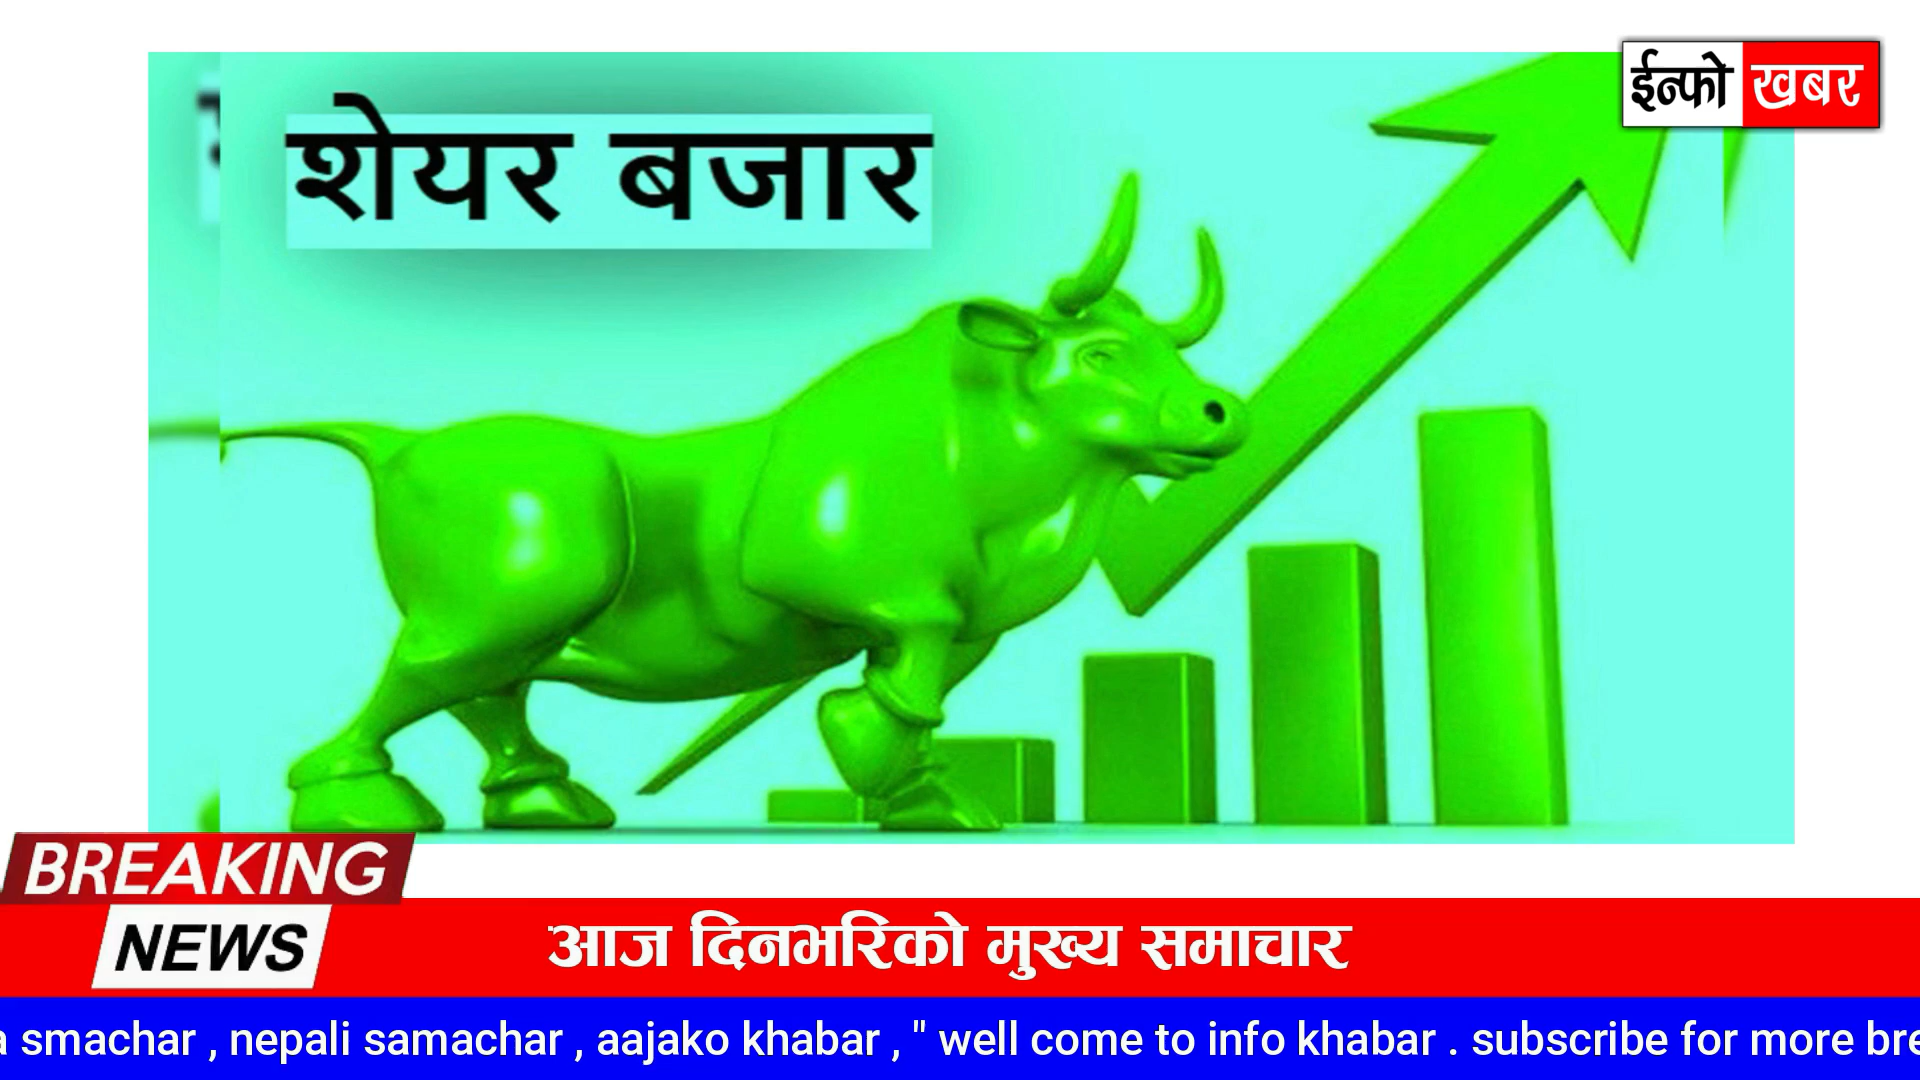 ईन्फो खबर
शेयर बजार
BREAKING
NEWS
आज दिनभरिको मुख्य समाचार
smachar , nepali samachar , aajako khabar , " well come to info khabar . subscribe for more